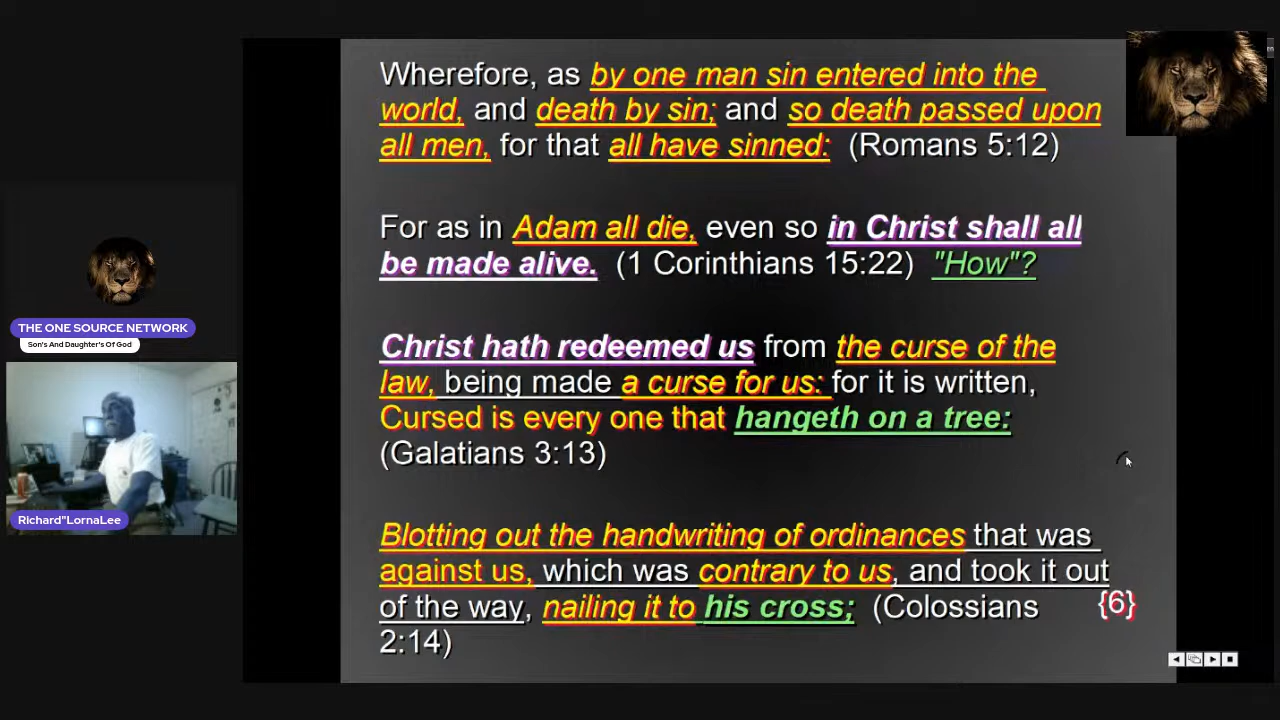 Wherefore, as by one man sin entered into the
world, and death by sin; and so death passed upon
all men, for that all have sinned: (Romans 5:12)
For as in Adam all die, even so in Christ shall all
be made alive. (1 Corinthians 15:22) "How"?
Christ hath redeemed us from the curse of the
law, being made a curse for us: for it is written,
Cursed is every one that hangeth on a tree:
(Galatians 3:13)
Blotting out the handwriting of ordinances that was
against us, which was contrary to us, and took it out
of the way, nailing it to his cross; (Colossians
2:14)
{6}
THE ONE SOURCE NETWORK
Son's And Daughter's Of God
Richard"LornaLee